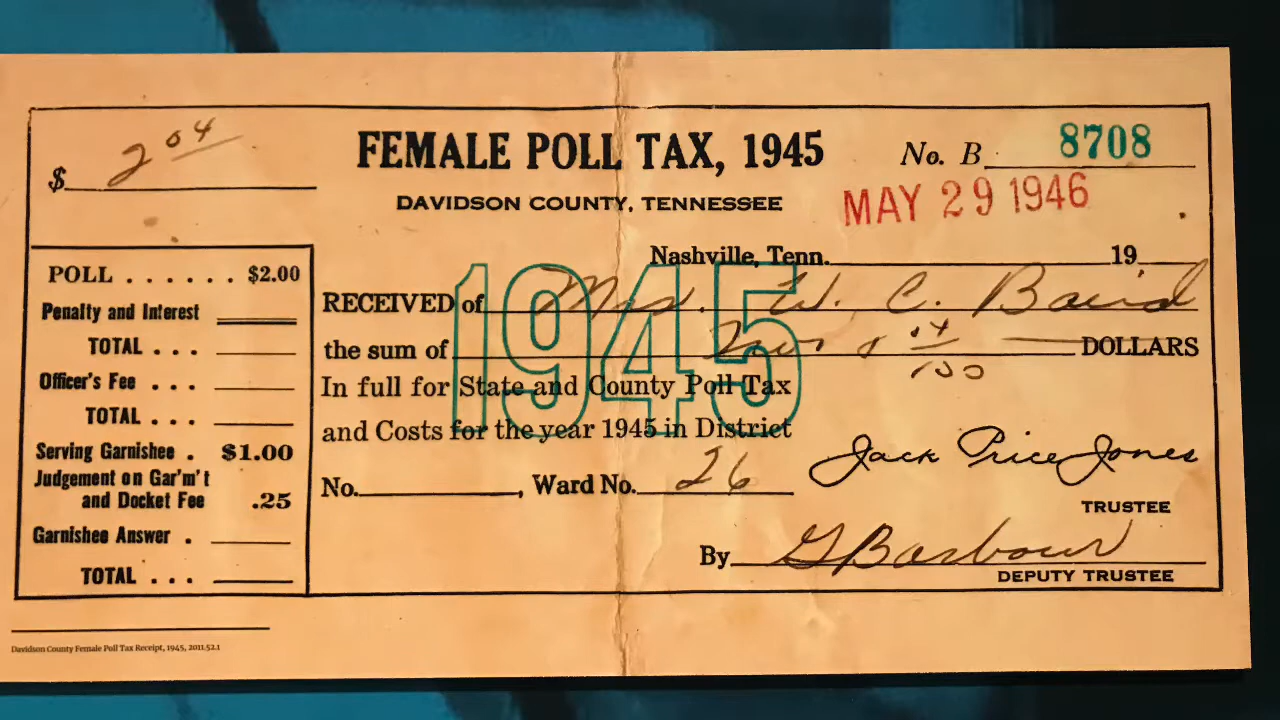 $ 2 04
FEMALE POLL TAX, 1945
No. B 8708
DAVIDSON COUNTY, TENNESSEE
MAY 29 1946
Nashville, Tenn. 19
1945
POLL ...... $2.00
Penalty and Interest
TOTAL ...
Officer's Fee ...
TOTAL ...
Serving Garnishee . $1.00
Judgement on Gar'm't
and Docket Fee .25
Garnishee Answer .
TOTAL ...
RECEIVED of Mrs. W. C. Baird
the sum of Two & 04/100 DOLLARS
In full for State and County Poll Tax
and Costs for the year 1945 in District
No. , Ward No. 26
Jack Price Jones
TRUSTEE
By G Barbour
DEPUTY TRUSTEE
Davidson County Female Poll Tax Receipt, 1945, 2011.52.1